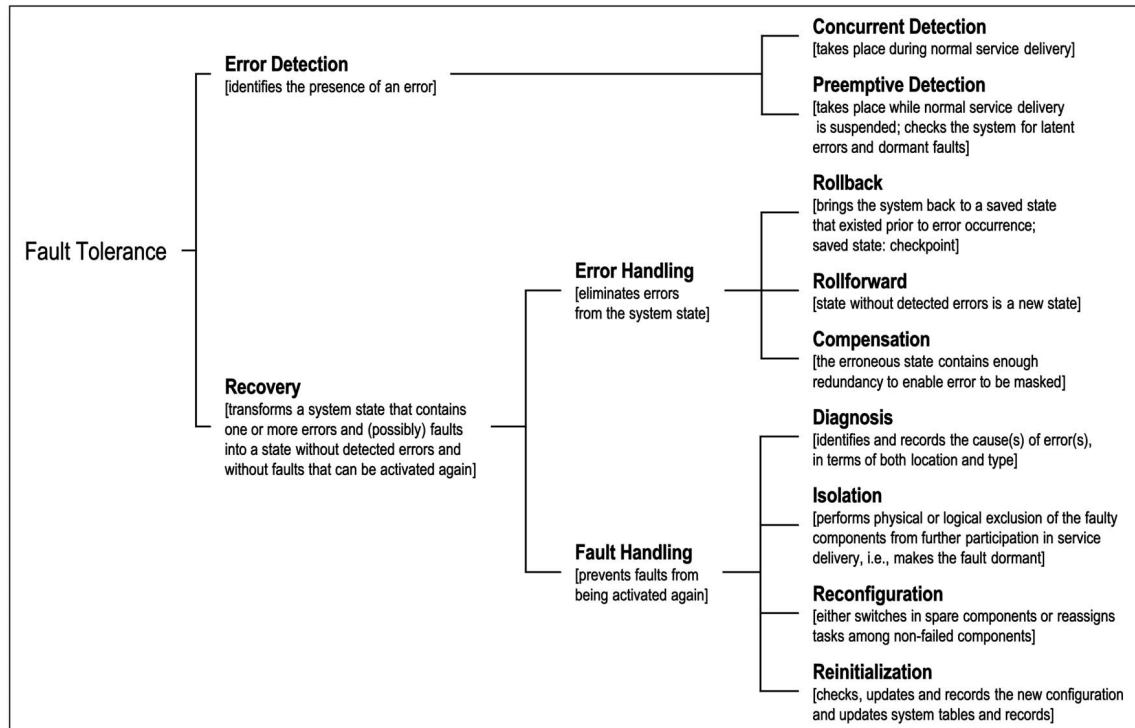 Fault Tolerance
Error Detection
[identifies the presence of an error]
Concurrent Detection
[takes place during normal service delivery]
Preemptive Detection
[takes place while normal service delivery
is suspended; checks the system for latent
errors and dormant faults]
Recovery
[transforms a system state that contains
one or more errors and (possibly) faults
into a state without detected errors and
without faults that can be activated again]
Error Handling
[eliminates errors
from the system state]
Rollback
[brings the system back to a saved state
that existed prior to error occurrence;
saved state: checkpoint]
Rollforward
[state without detected errors is a new state]
Compensation
[the erroneous state contains enough
redundancy to enable error to be masked]
Fault Handling
[prevents faults from
being activated again]
Diagnosis
[identifies and records the cause(s) of error(s),
in terms of both location and type]
Isolation
[performs physical or logical exclusion of the faulty
components from further participation in service
delivery, i.e., makes the fault dormant]
Reconfiguration
[either switches in spare components or reassigns
tasks among non-failed components]
Reinitialization
[checks, updates and records the new configuration
and updates system tables and records]